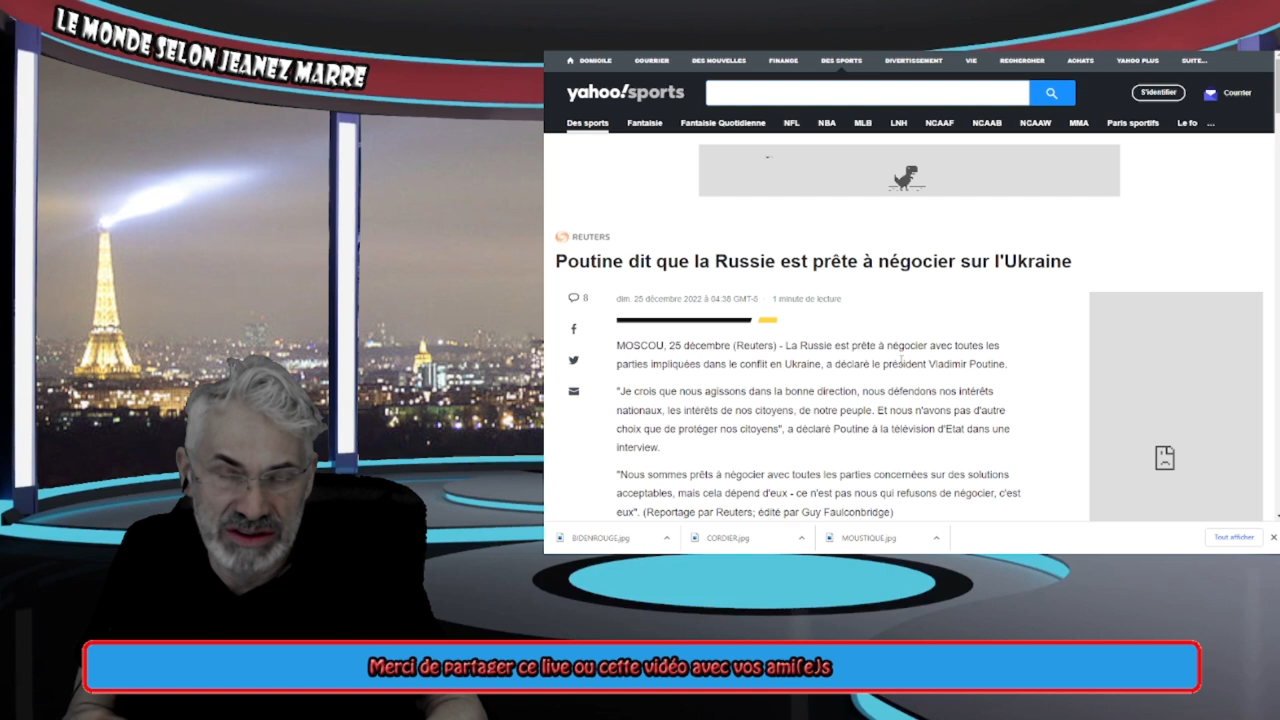 LE MONDE SELON JEANEZ MARRE
DOMICILE COURRIER DES NOUVELLES FINANCE DES SPORTS DIVERTISSEMENT VIE RECHERCHER ACHATS YAHOO PLUS SUITE...
yahoo!sports
S'identifier
Courrier
Des sports Fantaisie Fantaisie Quotidienne NFL NBA MLB LNH NCAAF NCAAB NCAAW MMA Paris sportifs Le fo ...
REUTERS
Poutine dit que la Russie est prête à négocier sur l'Ukraine
8
dim. 25 décembre 2022 à 04:38 GMT-5 · 1 minute de lecture
MOSCOU, 25 décembre (Reuters) - La Russie est prête à négocier avec toutes les
parties impliquées dans le conflit en Ukraine, a déclaré le président Vladimir Poutine.
"Je crois que nous agissons dans la bonne direction, nous défendons nos intérêts
nationaux, les intérêts de nos citoyens, de notre peuple. Et nous n'avons pas d'autre
choix que de protéger nos citoyens", a déclaré Poutine à la télévision d'Etat dans une
interview.
"Nous sommes prêts à négocier avec toutes les parties concernées sur des solutions
acceptables, mais cela dépend d'eux - ce n'est pas nous qui refusons de négocier, c'est
eux". (Reportage par Reuters; édité par Guy Faulconbridge)
BIDENROUGE.jpg CORDIER.jpg MOUSTIQUE.jpg Tout afficher
Merci de partager ce live ou cette vidéo avec vos ami(e)s